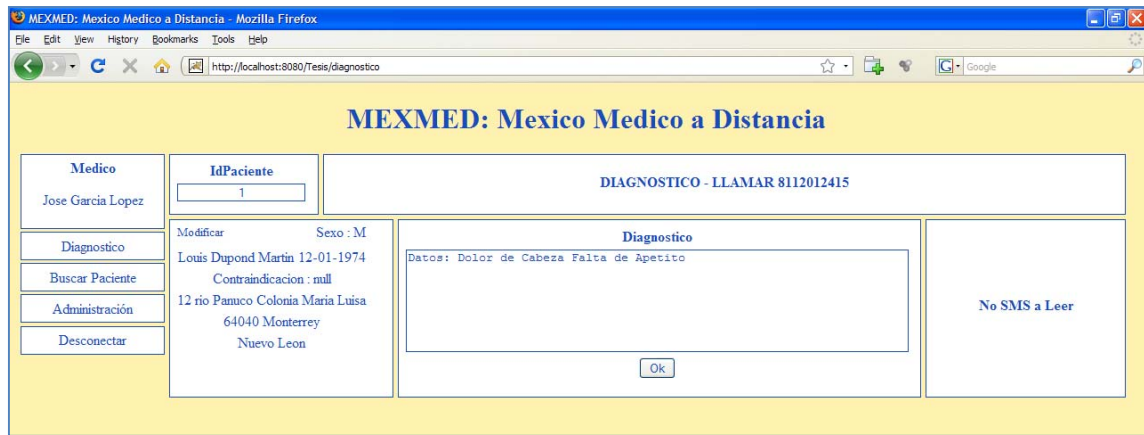 MEXMED: Mexico Medico a Distancia - Mozilla Firefox
File Edit View History Bookmarks Tools Help
http://localhost:8080/Tesis/diagnostico
G Google
MEXMED: Mexico Medico a Distancia
Medico
Jose Garcia Lopez
IdPaciente
1
DIAGNOSTICO - LLAMAR 8112012415
Diagnostico
Buscar Paciente
Administración
Desconectar
Modificar Sexo : M
Louis Dupond Martin 12-01-1974
Contraindicacion : null
12 rio Panuco Colonia Maria Luisa
64040 Monterrey
Nuevo Leon
Diagnostico
Datos: Dolor de Cabeza Falta de Apetito
Ok
No SMS a Leer